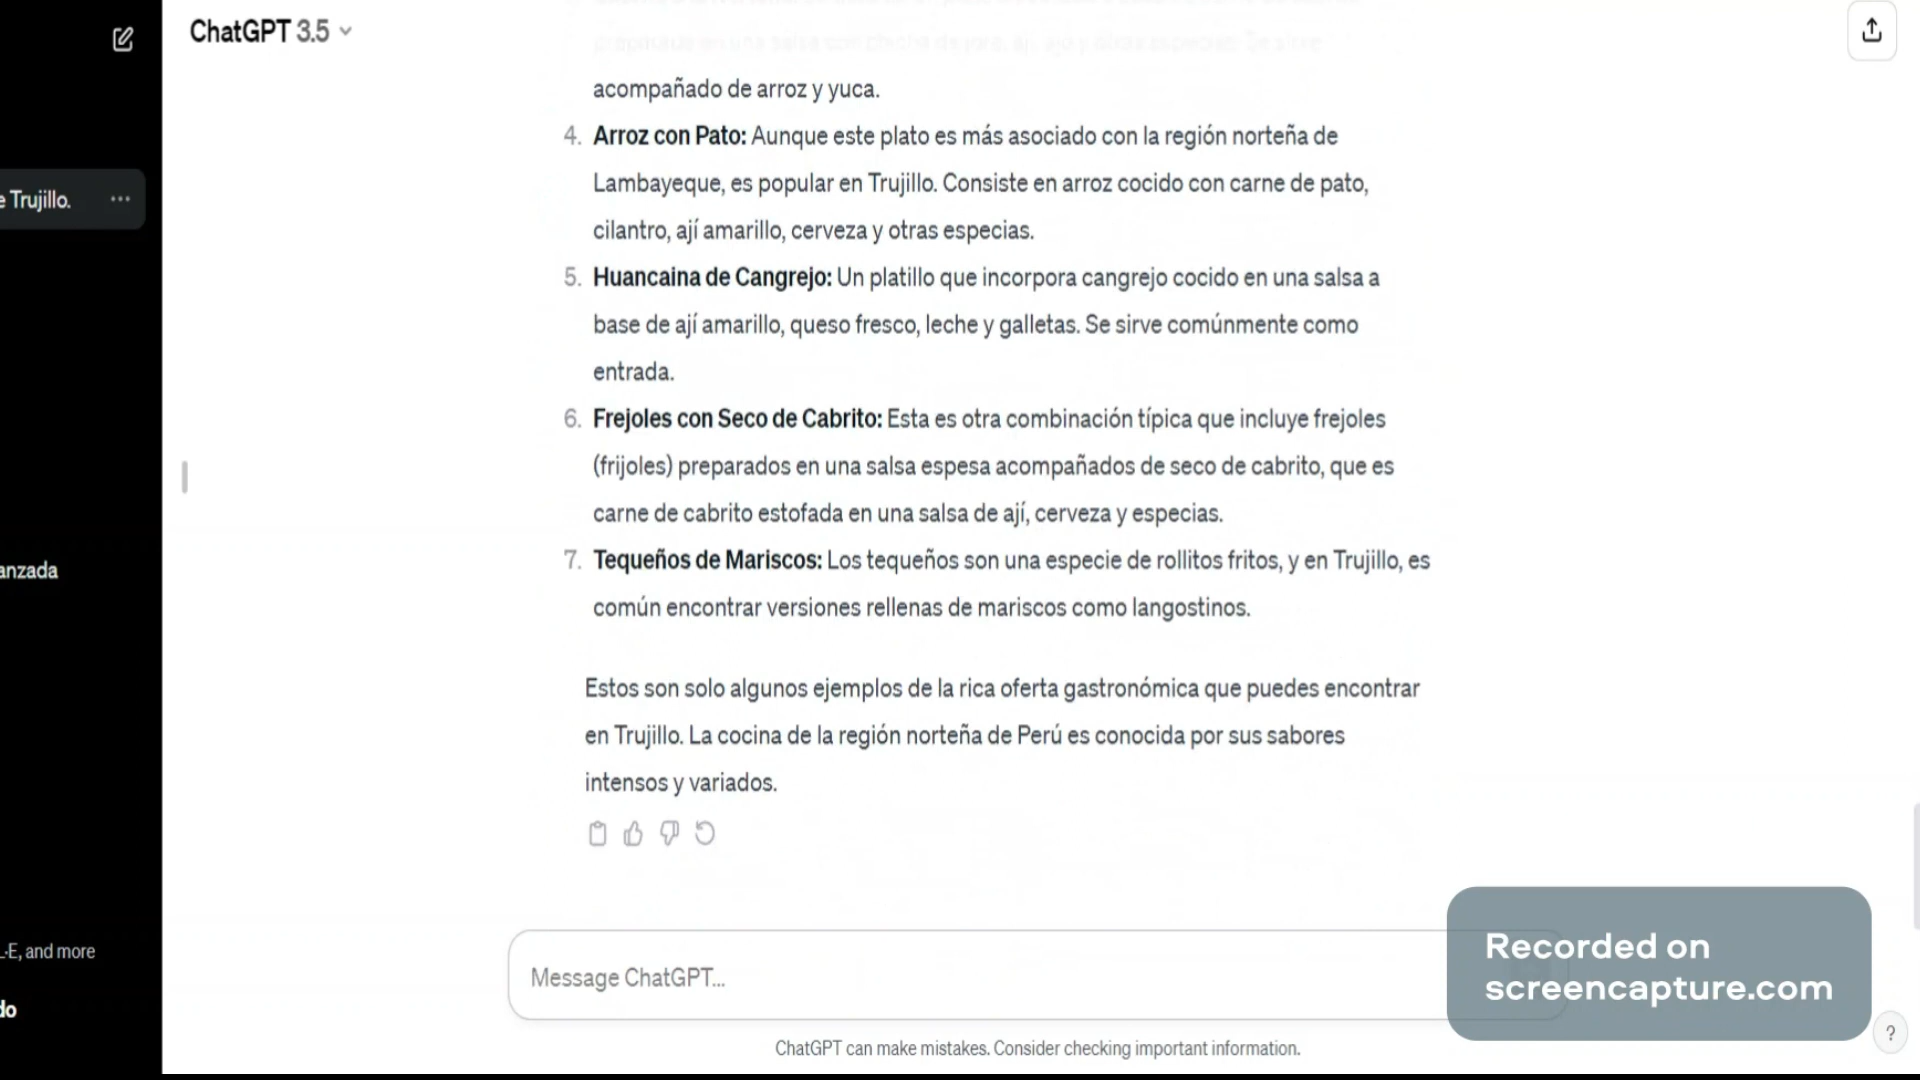 ChatGPT 3.5
acompañado de arroz y yuca.
4. Arroz con Pato: Aunque este plato es más asociado con la región norteña de
Lambayeque, es popular en Trujillo. Consiste en arroz cocido con carne de pato,
cilantro, ají amarillo, cerveza y otras especias.
5. Huancaina de Cangrejo: Un platillo que incorpora cangrejo cocido en una salsa a
base de ají amarillo, queso fresco, leche y galletas. Se sirve comúnmente como
entrada.
6. Frejoles con Seco de Cabrito: Esta es otra combinación típica que incluye frejoles
(frijoles) preparados en una salsa espesa acompañados de seco de cabrito, que es
carne de cabrito estofada en una salsa de ají, cerveza y especias.
7. Tequeños de Mariscos: Los tequeños son una especie de rollitos fritos, y en Trujillo, es
común encontrar versiones rellenas de mariscos como langostinos.
Estos son solo algunos ejemplos de la rica oferta gastronómica que puedes encontrar
en Trujillo. La cocina de la región norteña de Perú es conocida por sus sabores
intensos y variados.
Message ChatGPT...
ChatGPT can make mistakes. Consider checking important information.
e Trujillo.
anzada
L·E, and more
do
Recorded on
screencapture.com
?